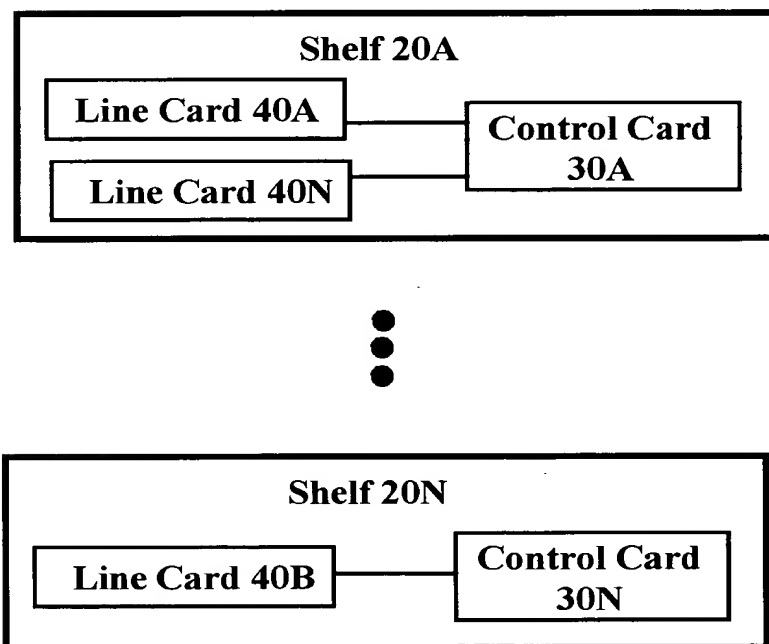 Shelf 20A
Line Card 40A
Control Card
30A
Line Card 40N
Shelf 20N
Line Card 40B
Control Card
30N